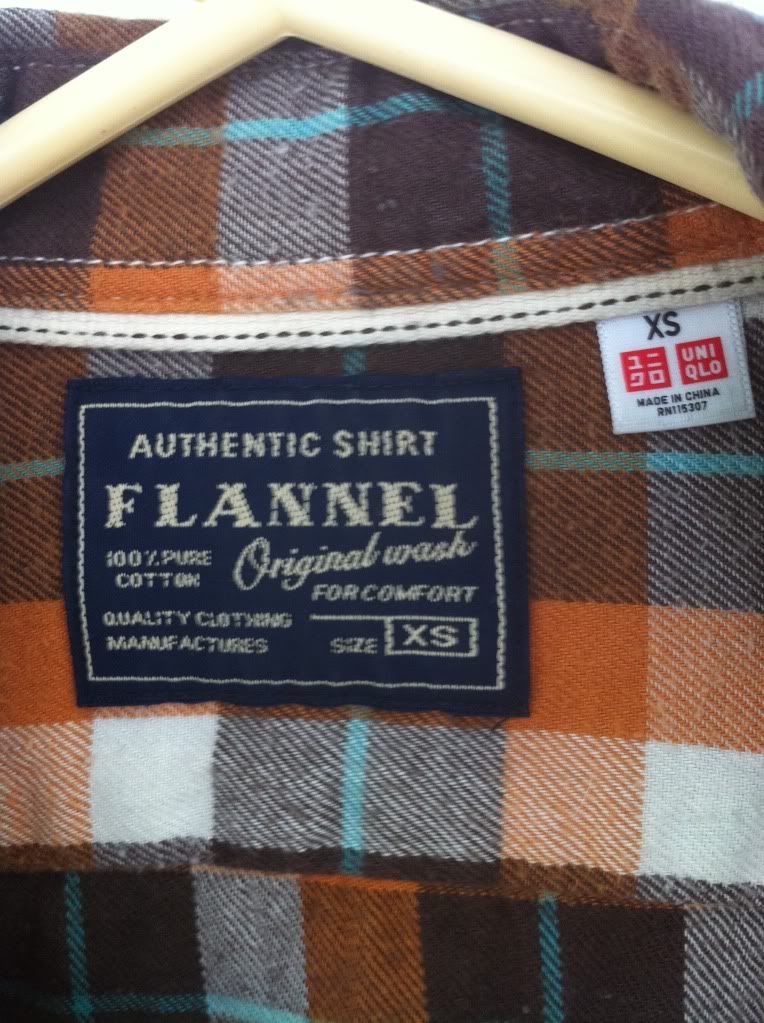 XS
ユニ
クロ
UNI
QLO
MADE IN CHINA
RN115307
AUTHENTIC SHIRT
FLANNEL
100% PURE
COTTON
Original wash
FOR COMFORT
QUALITY CLOTHING
MANUFACTURES
SIZE XS